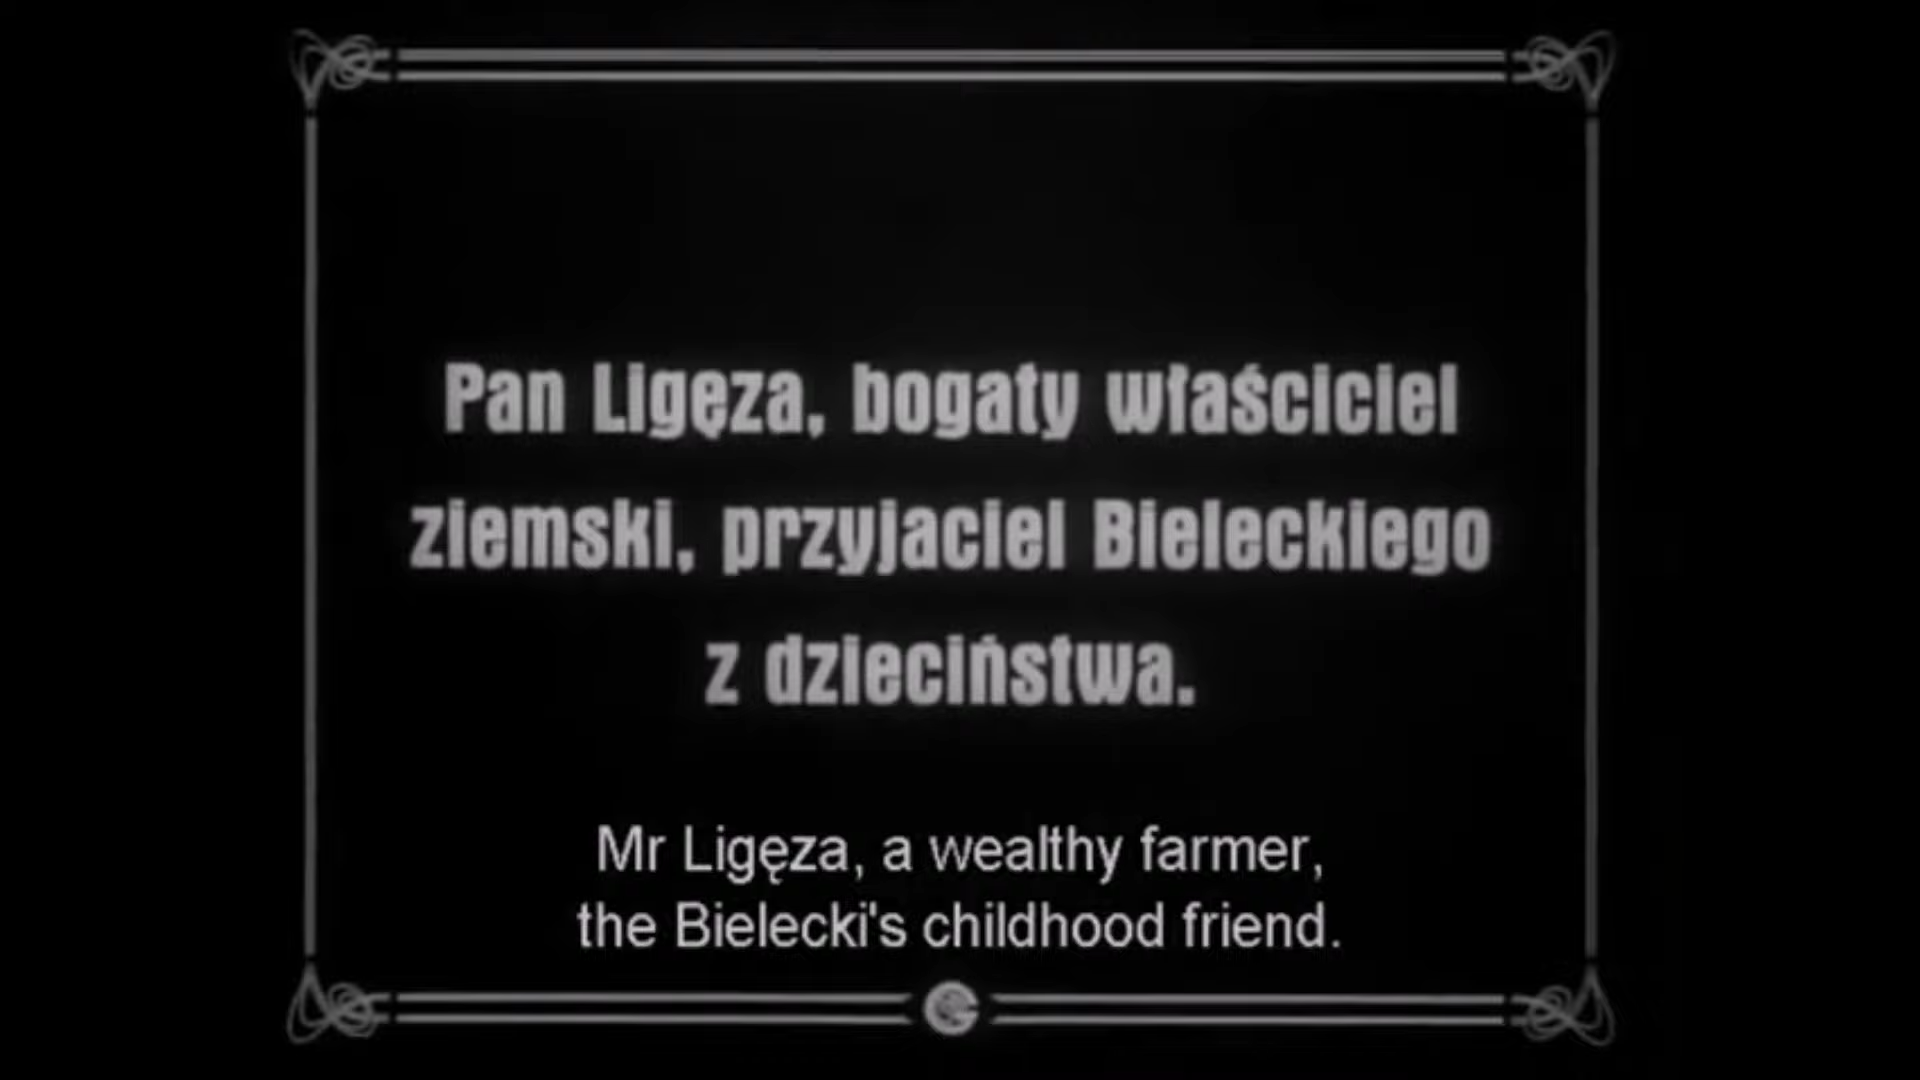 Pan Ligęza, bogaty właściciel
ziemski, przyjaciel Bieleckiego
z dzieciństwa.
Mr Ligęza, a wealthy farmer,
the Bielecki's childhood friend.